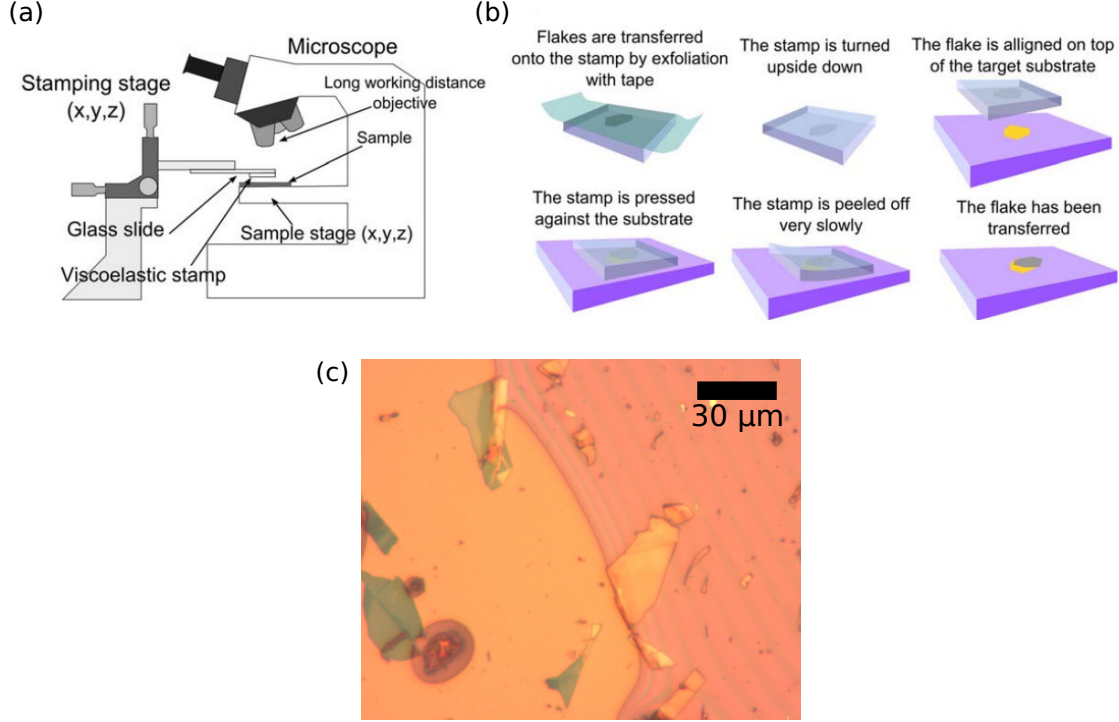 (a)
Microscope
Long working distance
objective
Stamping stage
(x,y,z)
Sample
Glass slide
Sample stage (x,y,z)
Viscoelastic stamp
(b)
Flakes are transferred
onto the stamp by exfoliation
with tape
The stamp is turned
upside down
The flake is alligned on top
of the target substrate
The stamp is pressed
against the substrate
The stamp is peeled off
very slowly
The flake has been
transferred
(c)
30 µm